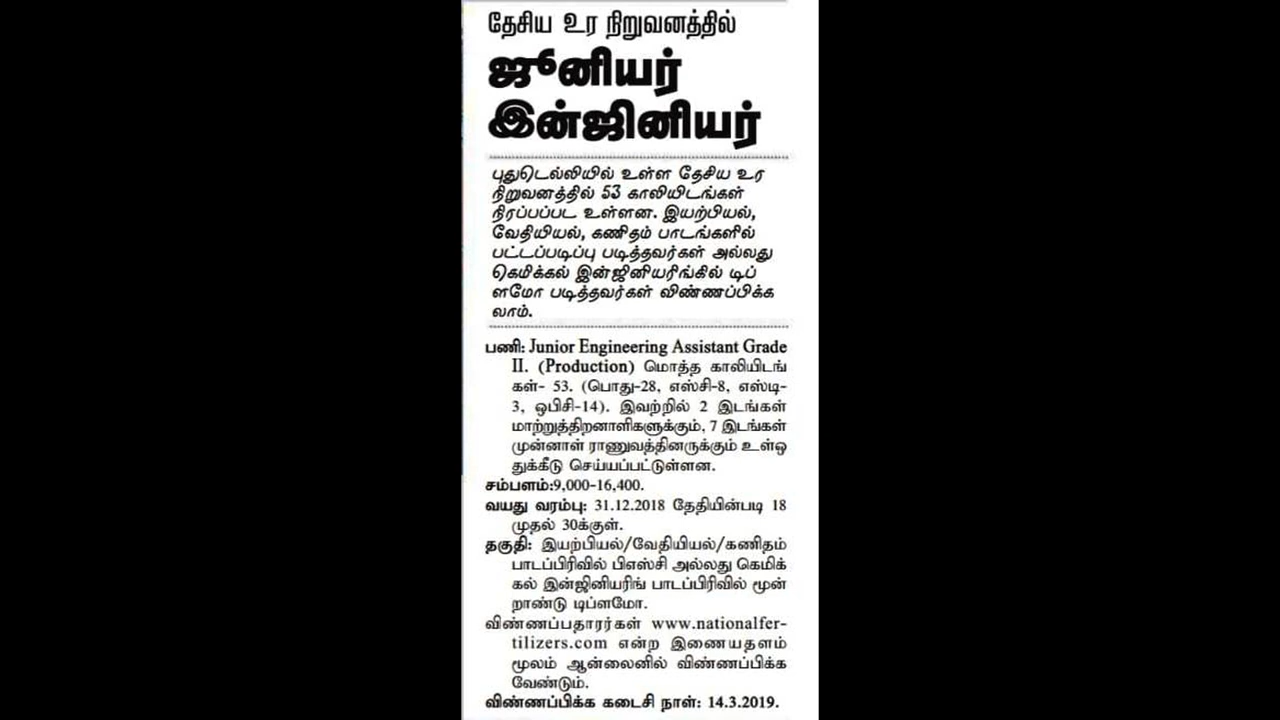 தேசிய உர நிறுவனத்தில்
ஜூனியர்
இன்ஜினியர்
புதுடெல்லியில் உள்ள தேசிய உர
நிறுவனத்தில் 53 காலியிடங்கள்
நிரப்பப்பட உள்ளன. இயற்பியல்,
வேதியியல், கணிதம் பாடங்களில்
பட்டப்படிப்பு படித்தவர்கள் அல்லது
கெமிக்கல் இன்ஜினியரிங்கில் டிப்
ளமோ படித்தவர்கள் விண்ணப்பிக்க
லாம்.
பணி: Junior Engineering Assistant Grade
II. (Production) மொத்த காலியிடங்
கள்- 53. (பொது-28, எஸ்சி-8, எஸ்டி-
3, ஒபிசி-14). இவற்றில் 2 இடங்கள்
மாற்றுத்திறனாளிகளுக்கும், 7 இடங்கள்
முன்னாள் ராணுவத்தினருக்கும் உள்ஒ
துக்கீடு செய்யப்பட்டுள்ளன.
சம்பளம்:9,000-16,400.
வயது வரம்பு: 31.12.2018 தேதியின்படி 18
முதல் 30க்குள்.
தகுதி: இயற்பியல்/வேதியியல்/கணிதம்
பாடப்பிரிவில் பிஎஸ்சி அல்லது கெமிக்
கல் இன்ஜினியரிங் பாடப்பிரிவில் மூன்
றாண்டு டிப்ளமோ.
விண்ணப்பதாரர்கள் www.nationalfer-
tilizers.com என்ற இணையதளம்
மூலம் ஆன்லைனில் விண்ணப்பிக்க
வேண்டும்.
விண்ணப்பிக்க கடைசி நாள்: 14.3.2019.